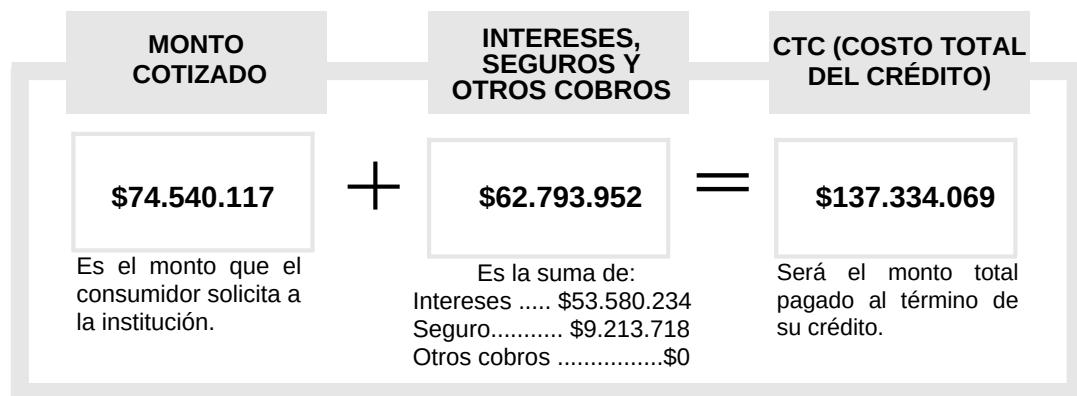 MONTO
COTIZADO
$74.540.117
Es el monto que el
consumidor solicita a
la institución.
+
INTERESES,
SEGUROS Y
OTROS COBROS
$62.793.952
Es la suma de:
Intereses ..... $53.580.234
Seguro........... $9.213.718
Otros cobros ................$0
=
CTC (COSTO TOTAL
DEL CRÉDITO)
$137.334.069
Será el monto total
pagado al término de
su crédito.